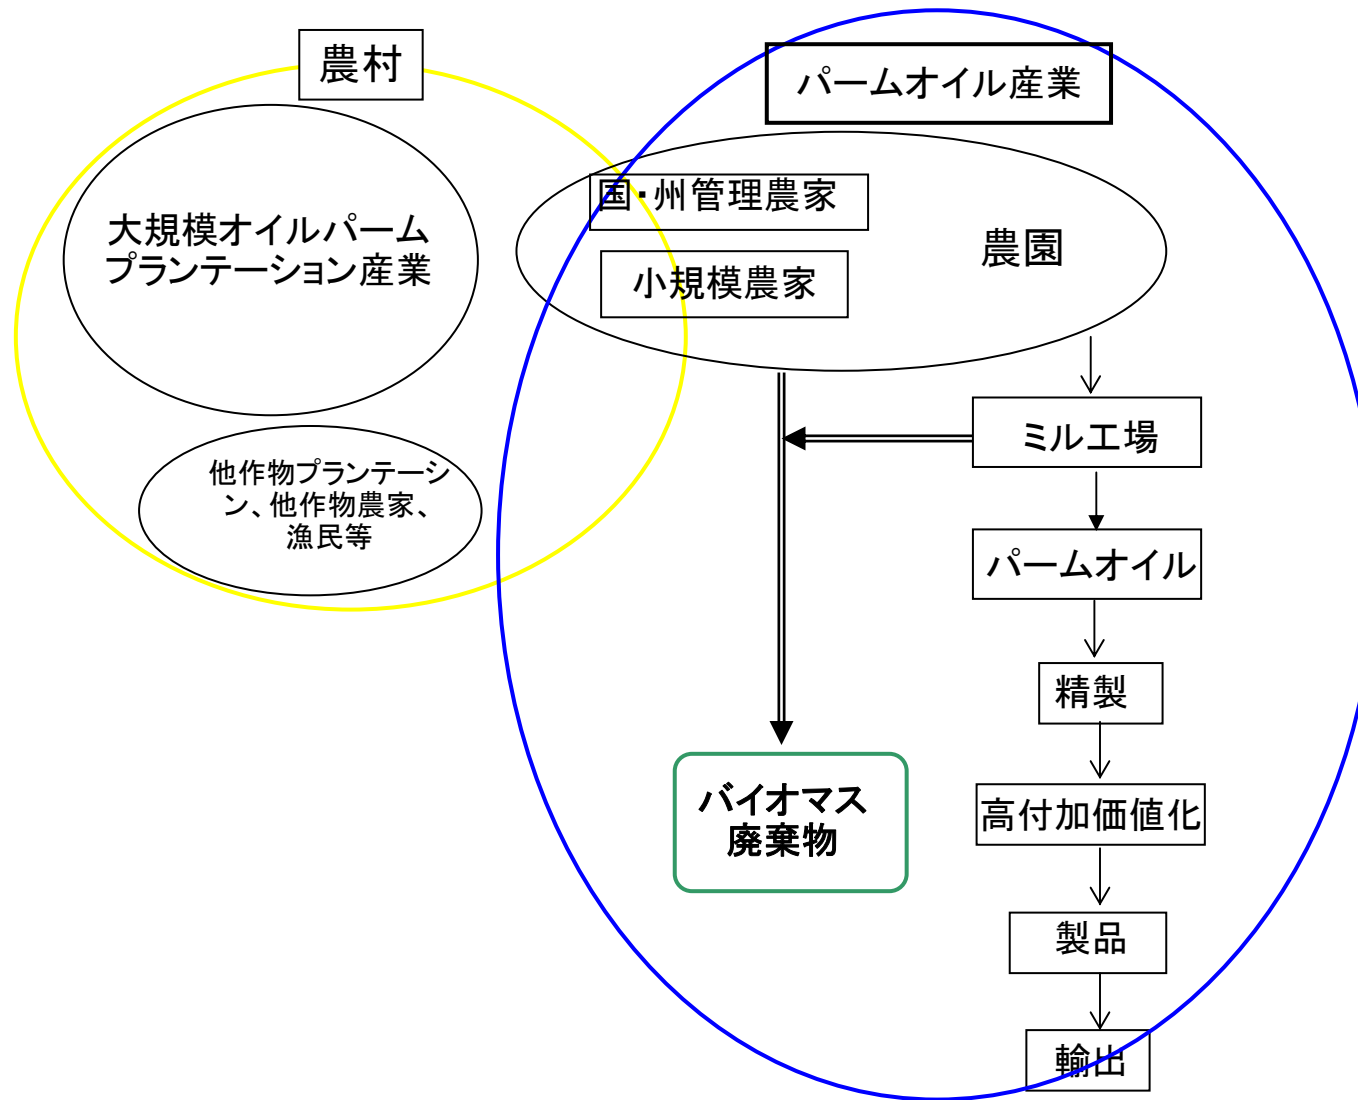 農村
パームオイル産業
大規模オイルパーム
プランテーション産業
国・州管理農家
小規模農家
農園
他作物プランテーシ
ン、他作物農家、
漁民等
ミル工場
パームオイル
精製
バイオマス
廃棄物
高付加価値化
製品
輸出